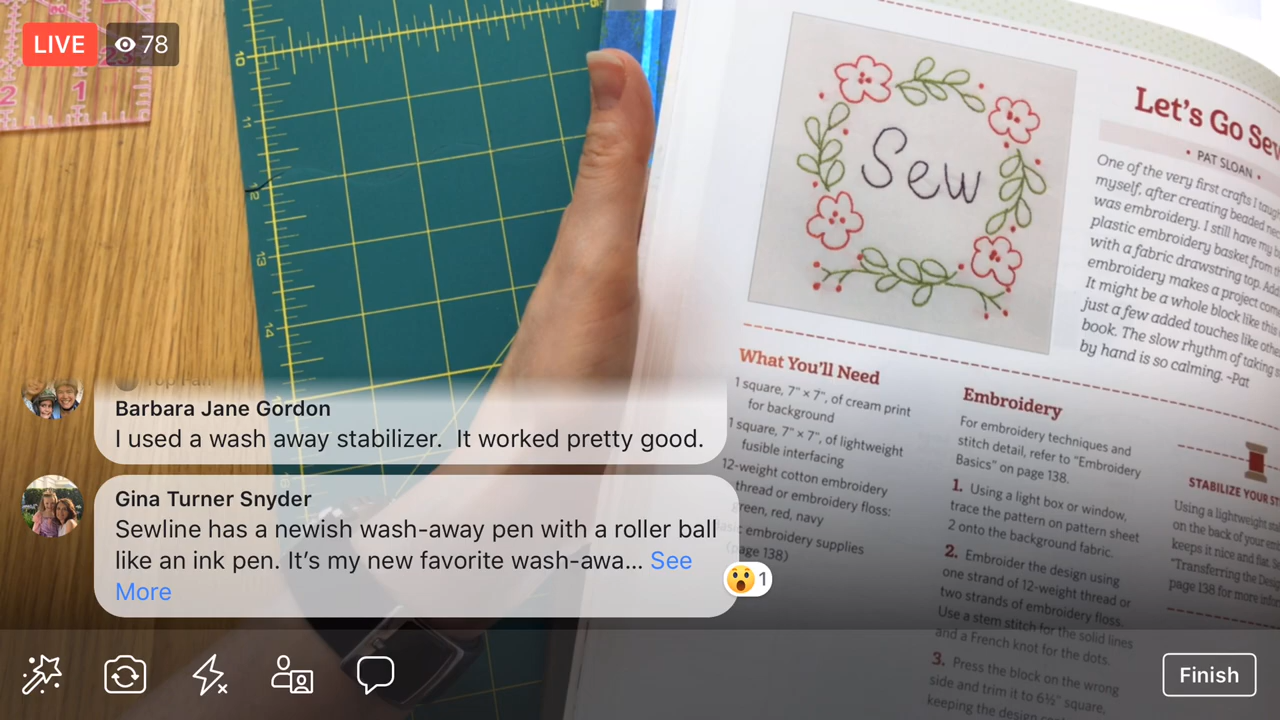 LIVE
78
10
11
12
13
14
2
1
Sew
Let's Go Sew
• PAT SLOAN •
One of the very first crafts I
myself, after creating beaded
was embroidery. I still have my
plastic embroidery basket from
with a fabric drawstring top.
embroidery makes a project
It might be a whole block like this
just a few added touches like
book. The slow rhythm of taking
by hand is so calming. ~Pat
What You'll Need
1 square, 7" × 7", of cream print
for background
1 square, 7" × 7", of lightweight
fusible interfacing
12-weight cotton embroidery
thread or embroidery floss:
green, red, navy
embroidery supplies
(page 138)
Embroidery
For embroidery techniques and
stitch detail, refer to "Embroidery
Basics" on page 138.
1. Using a light box or window,
trace the pattern on pattern sheet
2 onto the background fabric.
2. Embroider the design using
one strand of 12-weight thread or
two strands of embroidery floss.
Use a stem stitch for the solid lines
and a French knot for the dots.
3. Press the block on the wrong
side and trim it to 6½" square,
keeping the design
STABILIZE YOUR
Using a lightweight
on the back of your
keeps it nice and flat.
"Transferring the
page 138 for more
Top Fan
Barbara Jane Gordon
I used a wash away stabilizer.  It worked pretty good.
Gina Turner Snyder
Sewline has a newish wash-away pen with a roller ball
like an ink pen. It's my new favorite wash-awa... See
More
1
Finish